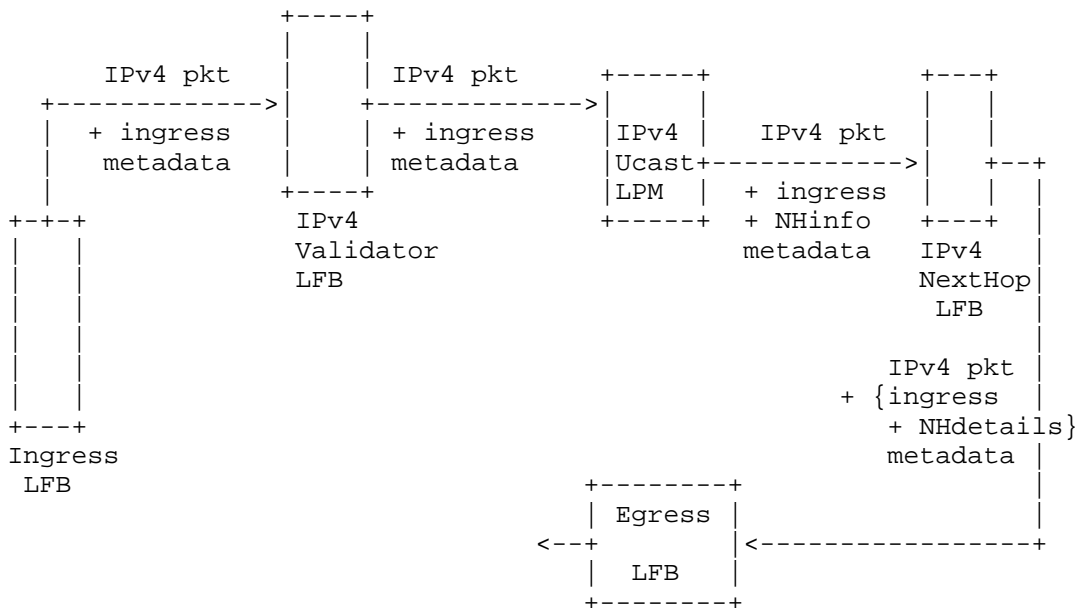 IPv4 pkt
+ ingress
metadata
IPv4 pkt
+ ingress
metadata
IPv4
Ucast
LPM
IPv4 pkt
+ ingress
+ NHinfo
metadata
IPv4
Validator
LFB
IPv4
NextHop
LFB
Ingress
LFB
IPv4 pkt
+ {ingress
+ NHdetails}
metadata
Egress
LFB